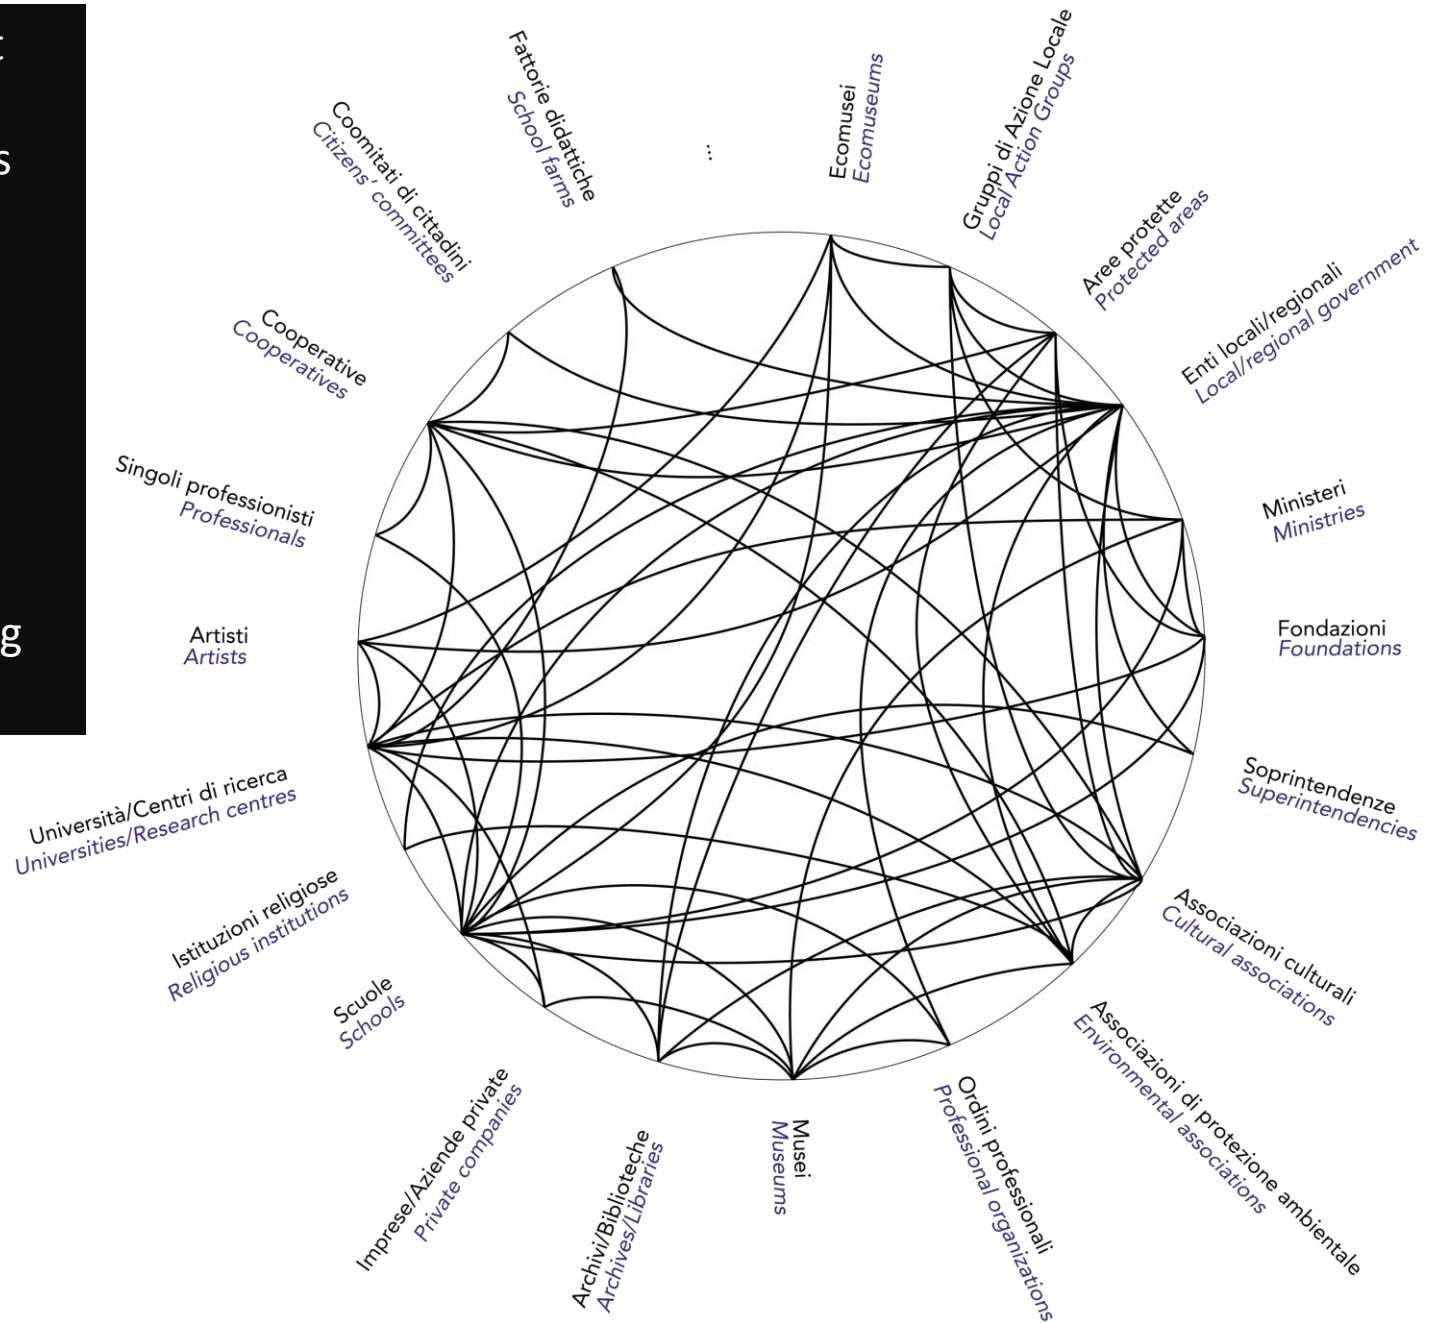 Ecomusei
Ecomuseums
Gruppi di Azione Locale
Local Action Groups
Aree protette
Protected areas
Enti locali/regionali
Local/regional government
Ministeri
Ministries
Fondazioni
Foundations
Soprintendenze
Superintendencies
Associazioni culturali
Cultural associations
Associazioni di protezione ambientale
Environmental associations
Ordini professionali
Professional organizations
Musei
Museums
Archivi/Biblioteche
Archives/Libraries
Imprese/Aziende private
Private companies
Scuole
Schools
Istituzioni religiose
Religious institutions
Università/Centri di ricerca
Universities/Research centres
Artisti
Artists
Singoli professionisti
Professionals
Cooperative
Cooperatives
Coomitati di cittadini
Citizens' committees
Fattorie didattiche
School farms
...